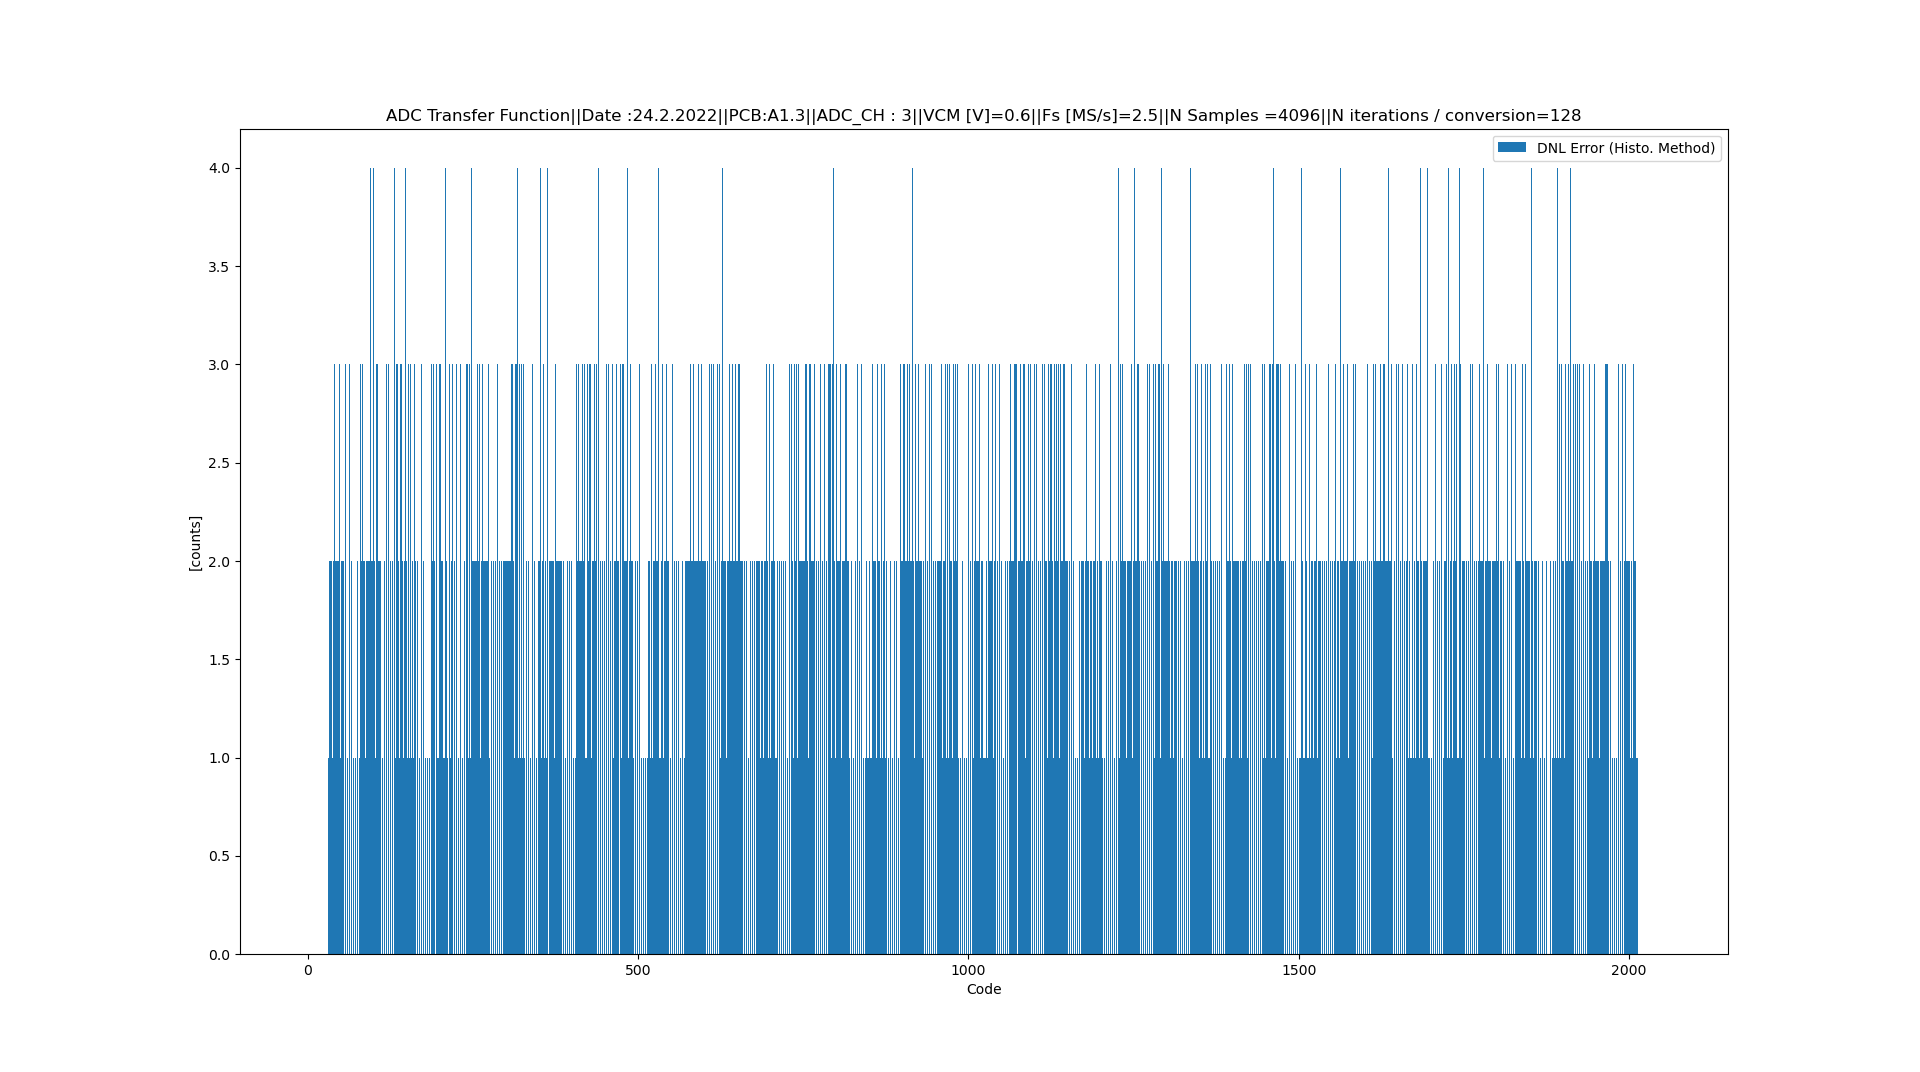 ADC Transfer Function||Date :24.2.2022||PCB:A1.3||ADC_CH : 3||VCM [V]=0.6||Fs [MS/s]=2.5||N Samples =4096||N iterations / conversion=128
DNL Error (Histo. Method)
4.0
3.5
3.0
2.5
2.0
1.5
1.0
0.5
0.0
[counts]
0 500 1000 1500 2000
Code